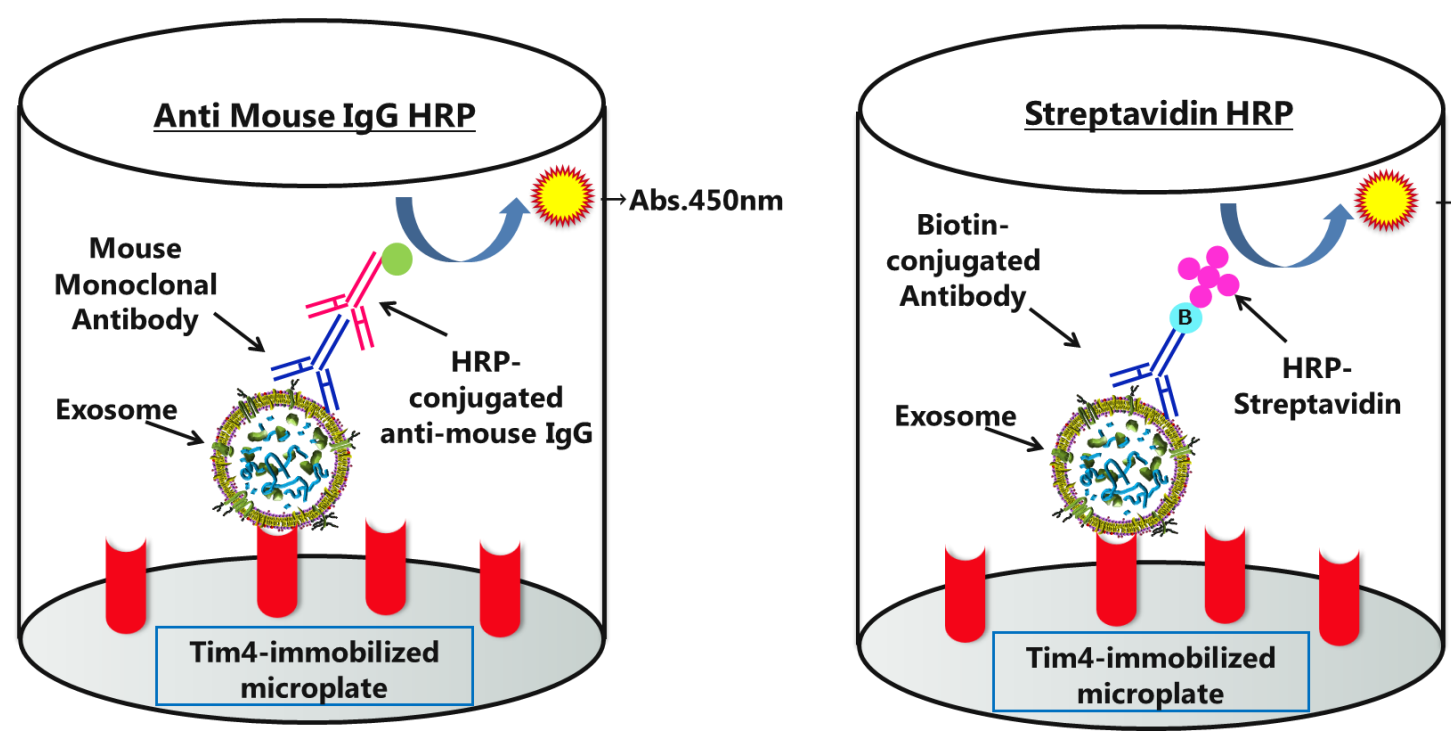 Anti Mouse IgG HRP
→Abs.450nm
Mouse
Monoclonal
Antibody
HRP-
conjugated
anti-mouse IgG
Exosome
Tim4-immobilized
microplate
Streptavidin HRP
Biotin-
conjugated
Antibody
B
HRP-
Streptavidin
Exosome
Tim4-immobilized
microplate